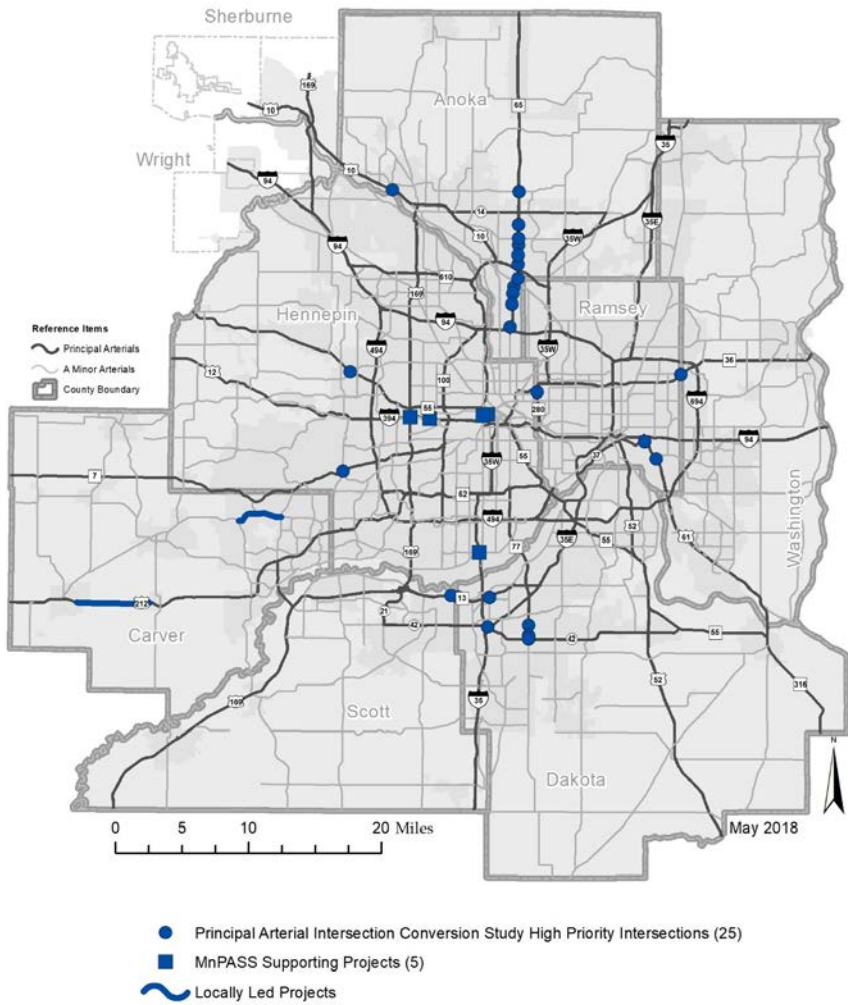 Sherburne
169
10
Anoka
65
35
Wright
94
10
14
35W
35E
94
10
610
169
Hennepin
94
Ramsey
Reference Items
Principal Arterials
A Minor Arterials
County Boundary
494
35W
12
100
36
694
55
394
280
94
7
35W
55
37
Washington
62
494
52
77
35E
55
61
169
212
13
21
42
42
55
Carver
316
52
169
35
Scott
Dakota
N
0 5 10 20 Miles
May 2018
Principal Arterial Intersection Conversion Study High Priority Intersections (25)
MnPASS Supporting Projects (5)
Locally Led Projects